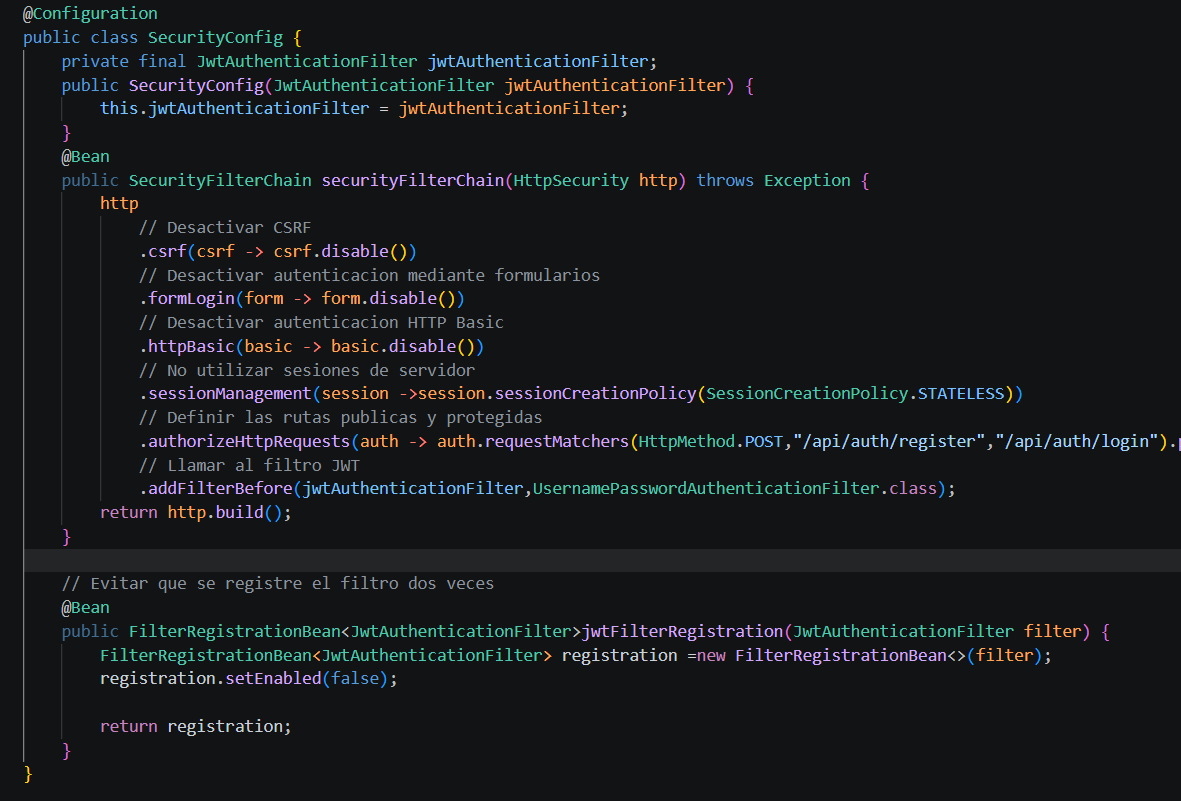 @Configuration
public class SecurityConfig {
private final JwtAuthenticationFilter jwtAuthenticationFilter;
public SecurityConfig(JwtAuthenticationFilter jwtAuthenticationFilter) {
this.jwtAuthenticationFilter = jwtAuthenticationFilter;
}
@Bean
public SecurityFilterChain securityFilterChain(HttpSecurity http) throws Exception {
http
// Desactivar CSRF
.csrf(csrf -> csrf.disable())
// Desactivar autenticacion mediante formularios
.formLogin(form -> form.disable())
// Desactivar autenticacion HTTP Basic
.httpBasic(basic -> basic.disable())
// No utilizar sesiones de servidor
.sessionManagement(session ->session.sessionCreationPolicy(SessionCreationPolicy.STATELESS))
// Definir las rutas publicas y protegidas
.authorizeHttpRequests(auth -> auth.requestMatchers(HttpMethod.POST,"/api/auth/register","/api/auth/login").
// Llamar al filtro JWT
.addFilterBefore(jwtAuthenticationFilter,UsernamePasswordAuthenticationFilter.class);
return http.build();
}
// Evitar que se registre el filtro dos veces
@Bean
public FilterRegistrationBean<JwtAuthenticationFilter>jwtFilterRegistration(JwtAuthenticationFilter filter) {
FilterRegistrationBean<JwtAuthenticationFilter> registration =new FilterRegistrationBean<>(filter);
registration.setEnabled(false);
return registration;
}
}